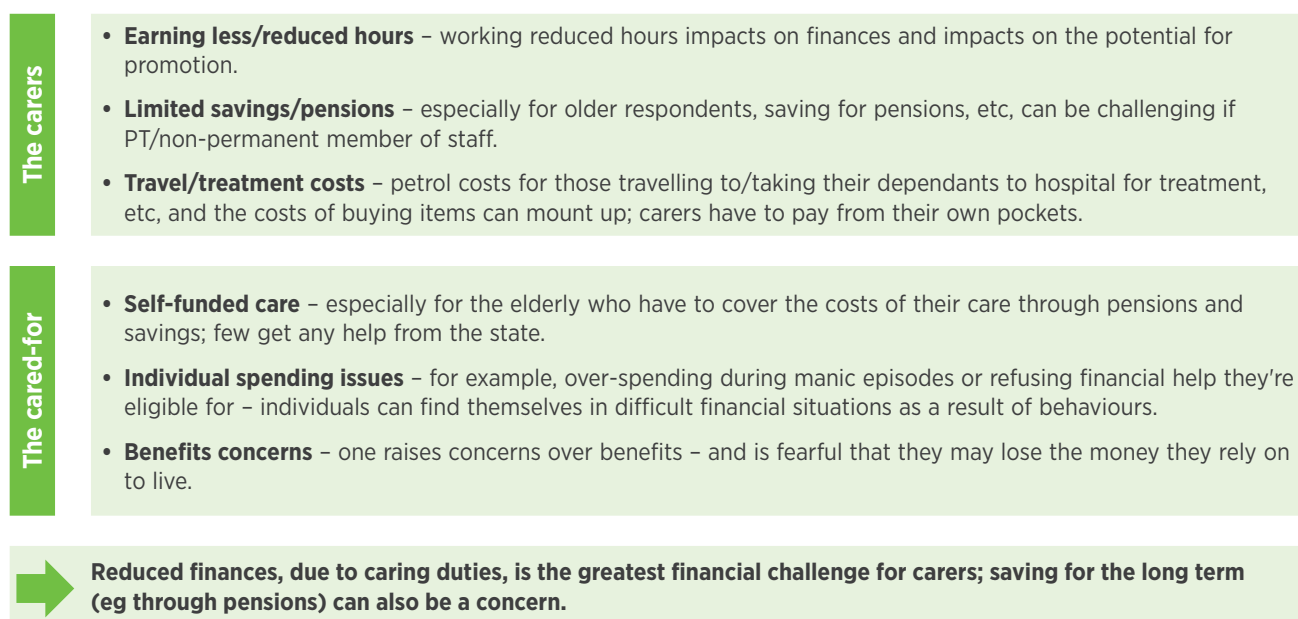 The carers
• Earning less/reduced hours – working reduced hours impacts on finances and impacts on the potential for
promotion.
• Limited savings/pensions – especially for older respondents, saving for pensions, etc, can be challenging if
PT/non-permanent member of staff.
• Travel/treatment costs – petrol costs for those travelling to/taking their dependants to hospital for treatment,
etc, and the costs of buying items can mount up; carers have to pay from their own pockets.
The cared-for
• Self-funded care – especially for the elderly who have to cover the costs of their care through pensions and
savings; few get any help from the state.
• Individual spending issues – for example, over-spending during manic episodes or refusing financial help they're
eligible for – individuals can find themselves in difficult financial situations as a result of behaviours.
• Benefits concerns – one raises concerns over benefits – and is fearful that they may lose the money they rely on
to live.
Reduced finances, due to caring duties, is the greatest financial challenge for carers; saving for the long term
(eg through pensions) can also be a concern.